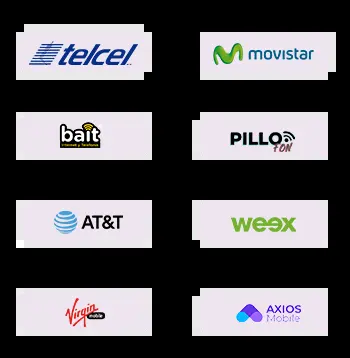 telcel
movistar
bait
Internet y Telefonía
PILLO
FON
AT&T
weex
Virgin
mobile
AXIOS
Mobile